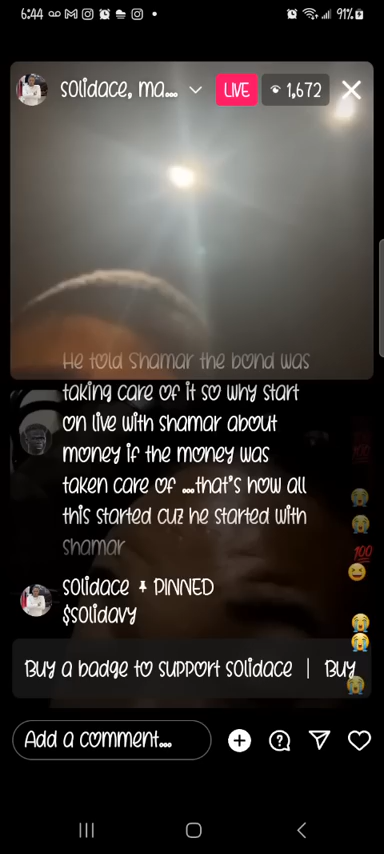 6:44 91%
solidace, ma... LIVE 1,672
He told Shamar the bond was
taking care of it so why start
on live with shamar about
money if the money was
taken care of ...that's how all
this started cuz he started with
shamar
solidace PINNED
$solidavy
Buy a badge to support solidace | Buy
Add a comment...